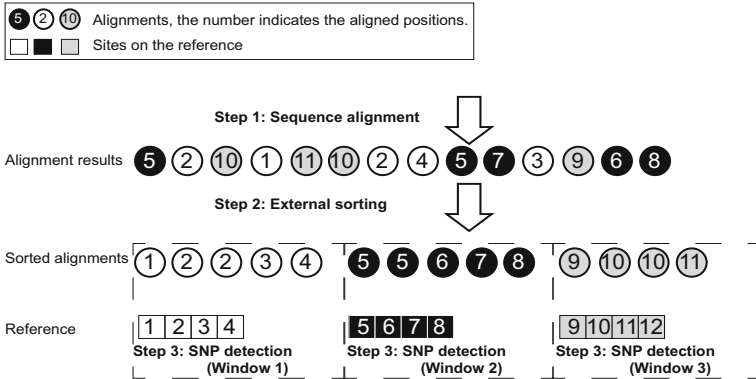 5 2 10 Alignments, the number indicates the aligned positions.
Sites on the reference
Step 1: Sequence alignment
Alignment results 5 2 10 1 11 10 2 4 5 7 3 9 6 8
Step 2: External sorting
Sorted alignments 1 2 2 3 4 5 5 6 7 8 9 10 10 11
Reference 1 2 3 4 5 6 7 8 9 10 11 12
Step 3: SNP detection (Window 1)
Step 3: SNP detection (Window 2)
Step 3: SNP detection (Window 3)